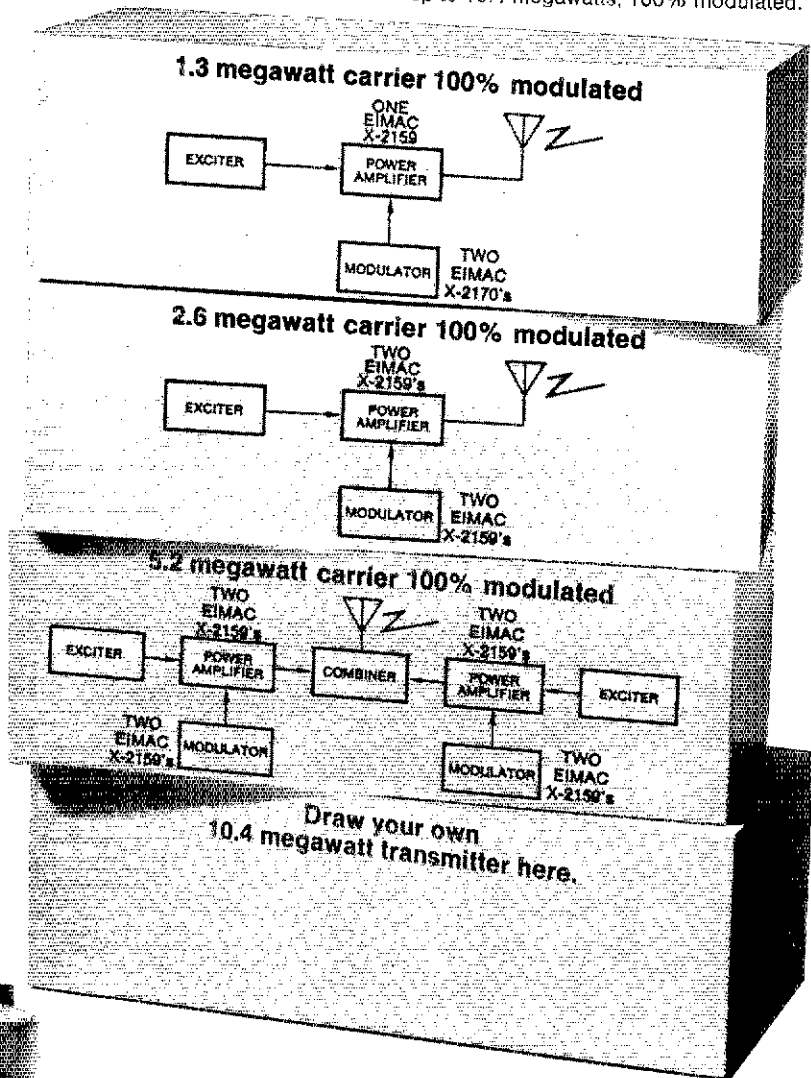 megawatts, 100% modulated.
1.3 megawatt carrier 100% modulated
ONE
EIMAC
X-2159
EXCITER
POWER
AMPLIFIER
MODULATOR
TWO
EIMAC
X-2170's
2.6 megawatt carrier 100% modulated
TWO
EIMAC
X-2159's
EXCITER
POWER
AMPLIFIER
MODULATOR
TWO
EIMAC
X-2159's
5.2 megawatt carrier 100% modulated
TWO
EIMAC
X-2159's
TWO
EIMAC
X-2159's
EXCITER
POWER
AMPLIFIER
COMBINER
POWER
AMPLIFIER
EXCITER
TWO
EIMAC
X-2159's
MODULATOR
MODULATOR
TWO
EIMAC
X-2159's
Draw your own
10.4 megawatt transmitter here.